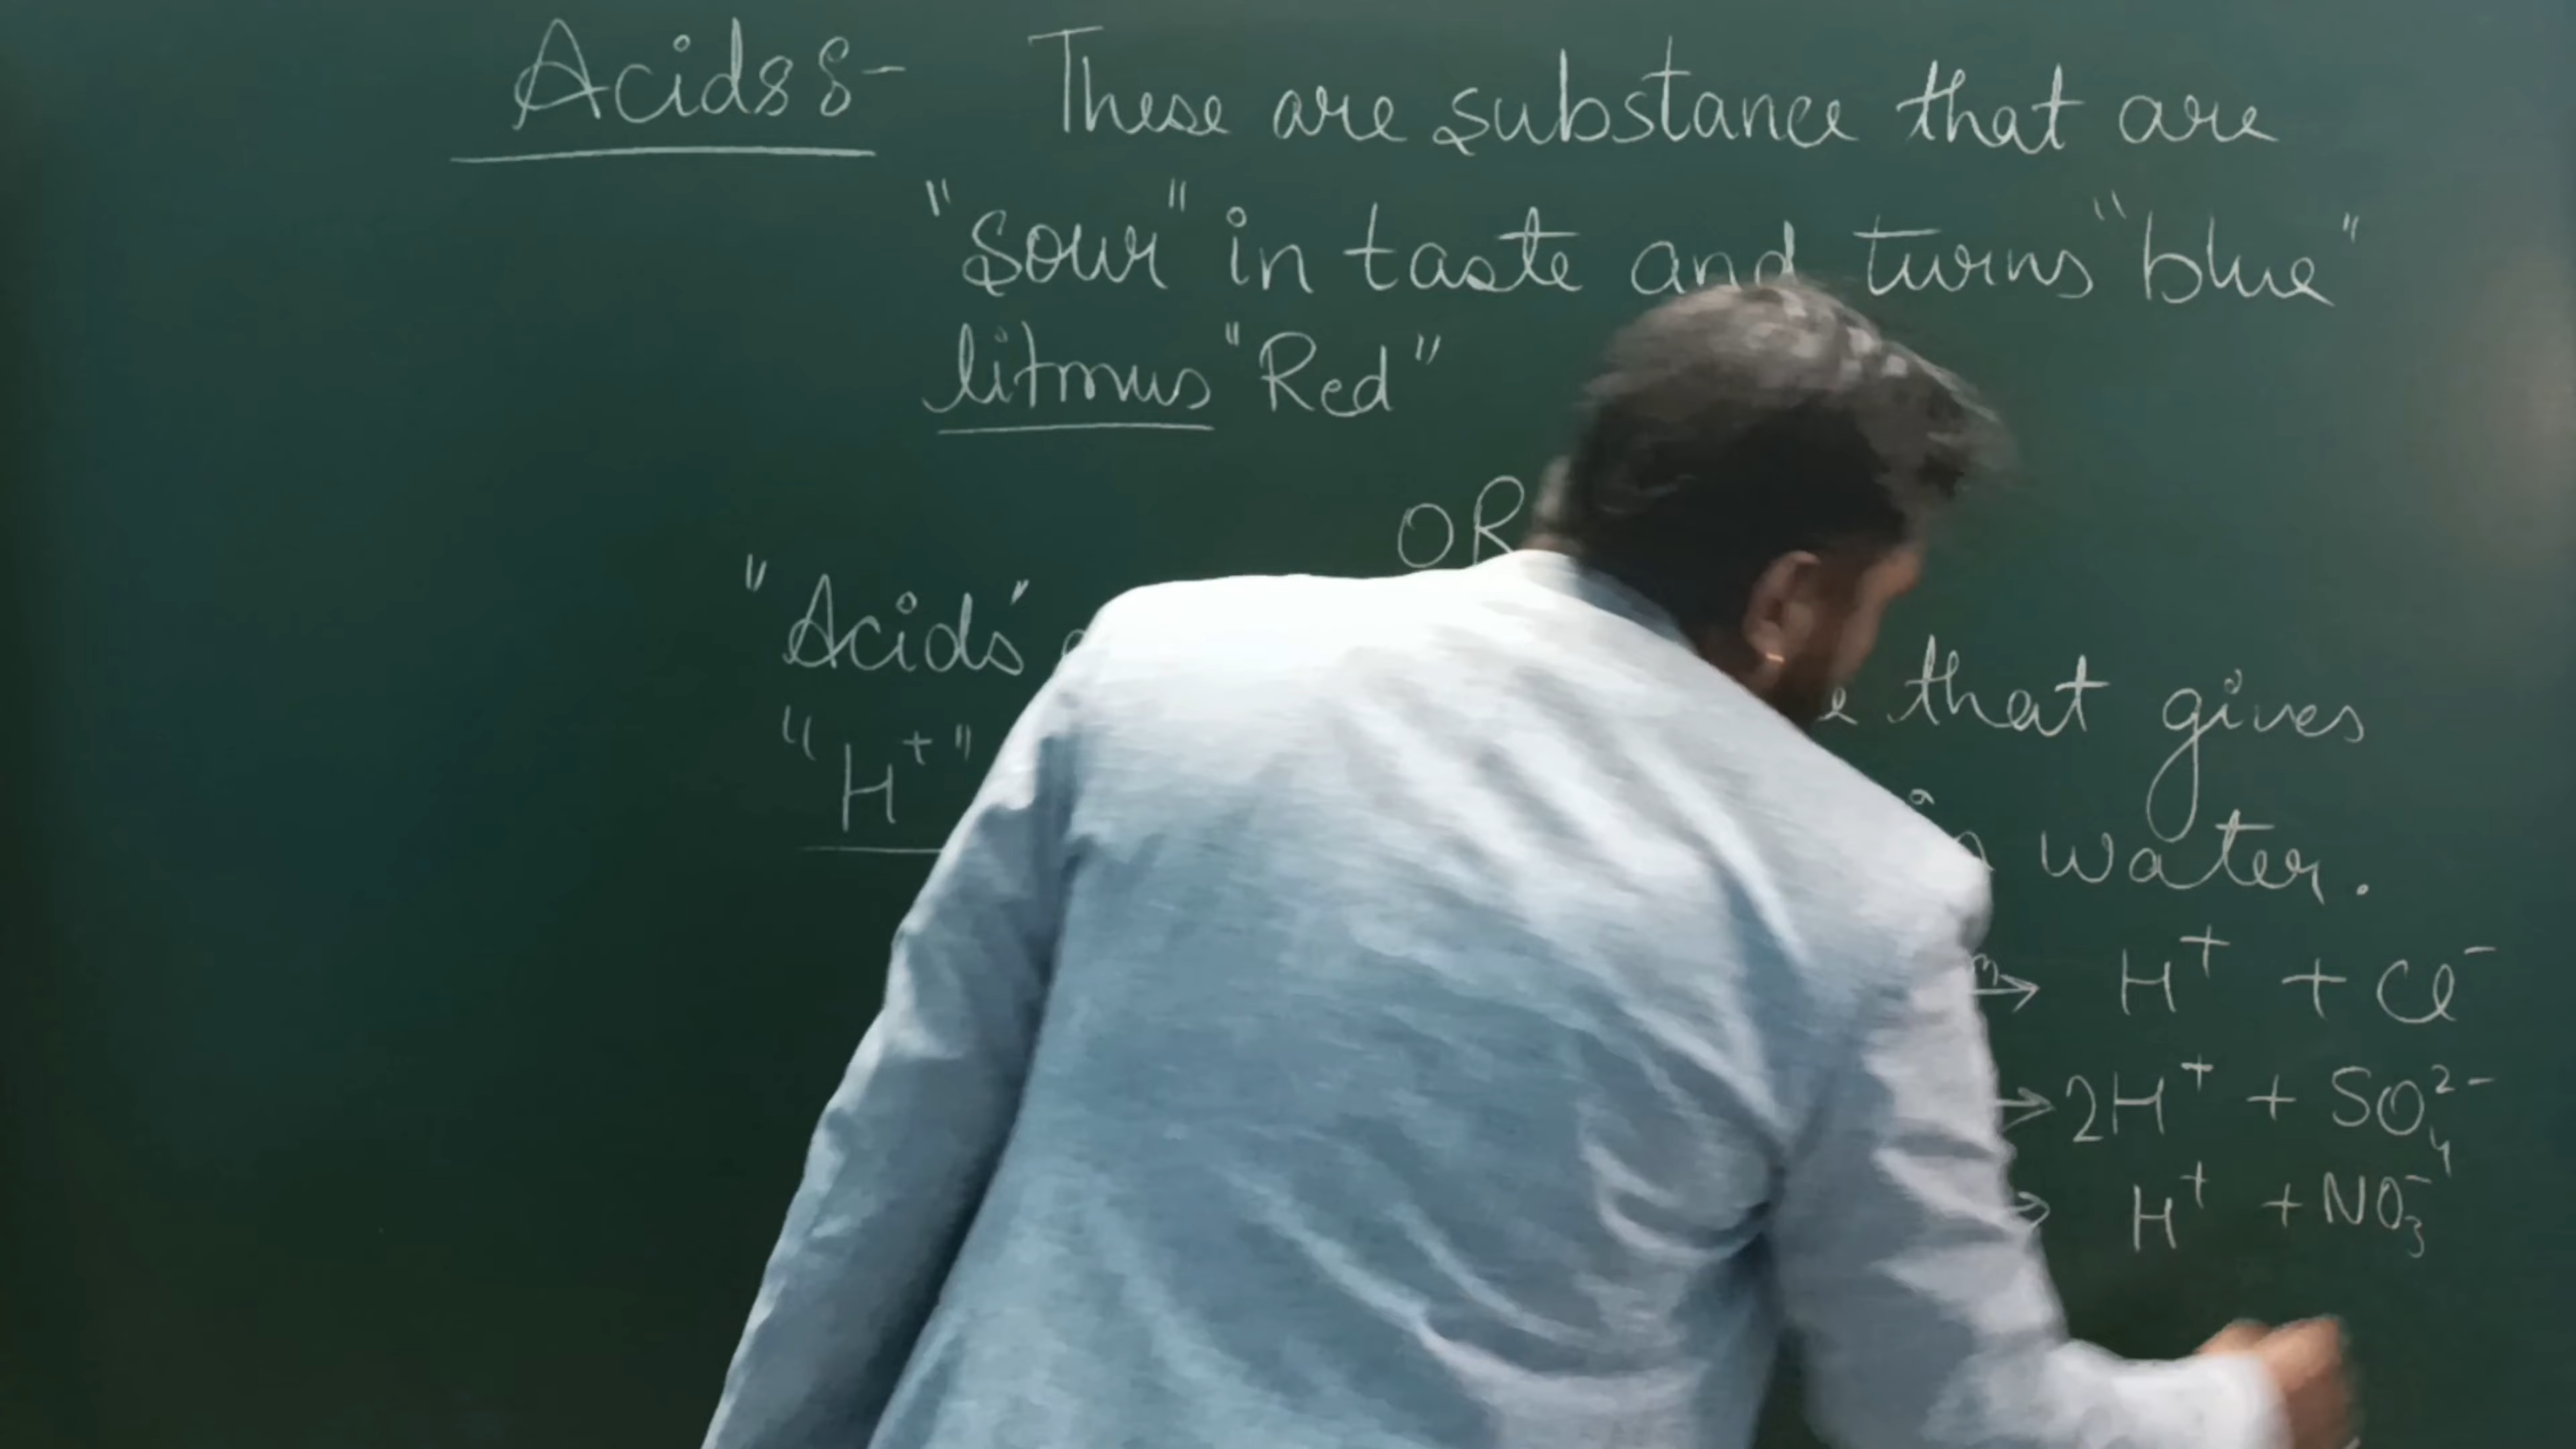 Acids :- These are substance that are
"Sour" in taste and turns "blue"
litmus "Red"
OR
"Acids" that gives
"H⁺" water.
→ H⁺ + Cl⁻
→ 2H⁺ + SO₄²⁻
→ H⁺ + NO₃⁻